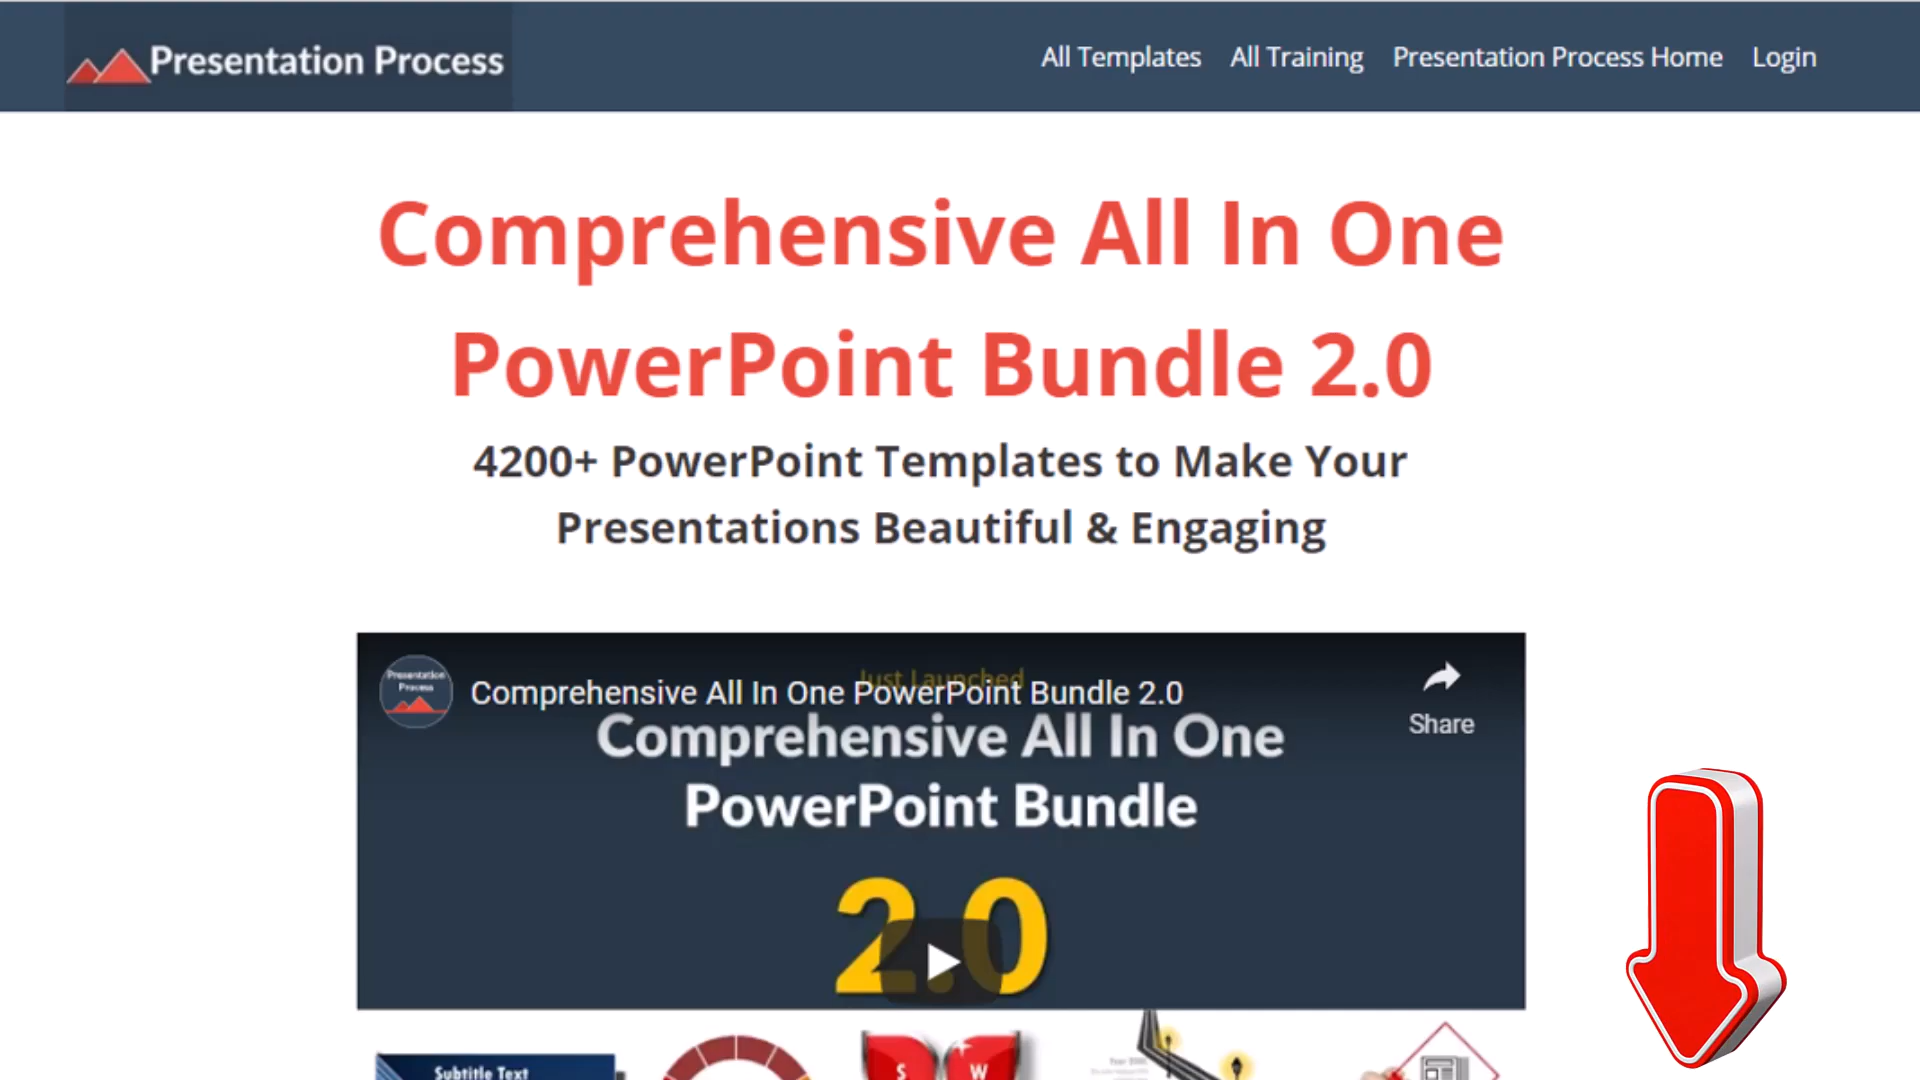 Presentation Process
All Templates
All Training
Presentation Process Home
Login
Comprehensive All In One
PowerPoint Bundle 2.0
4200+ PowerPoint Templates to Make Your
Presentations Beautiful & Engaging
Presentation
Process
Just Launched
Comprehensive All In One PowerPoint Bundle 2.0
Share
Comprehensive All In One
PowerPoint Bundle
2.0
Subtitle Text
S
W